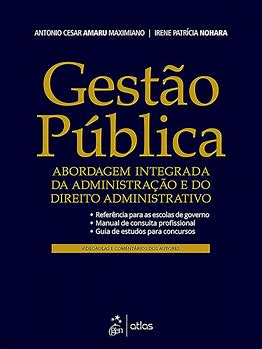 ANTONIO CESAR AMARU MAXIMIANO | IRENE PATRÍCIA NOHARA
Gestão
Pública
ABORDAGEM INTEGRADA
DA ADMINISTRAÇÃO E DO
DIREITO ADMINISTRATIVO
• Referência para as escolas de governo
• Manual de consulta profissional
• Guia de estudos para concursos
VIDEOAULAS E COMENTÁRIOS DOS AUTORES
gen atlas